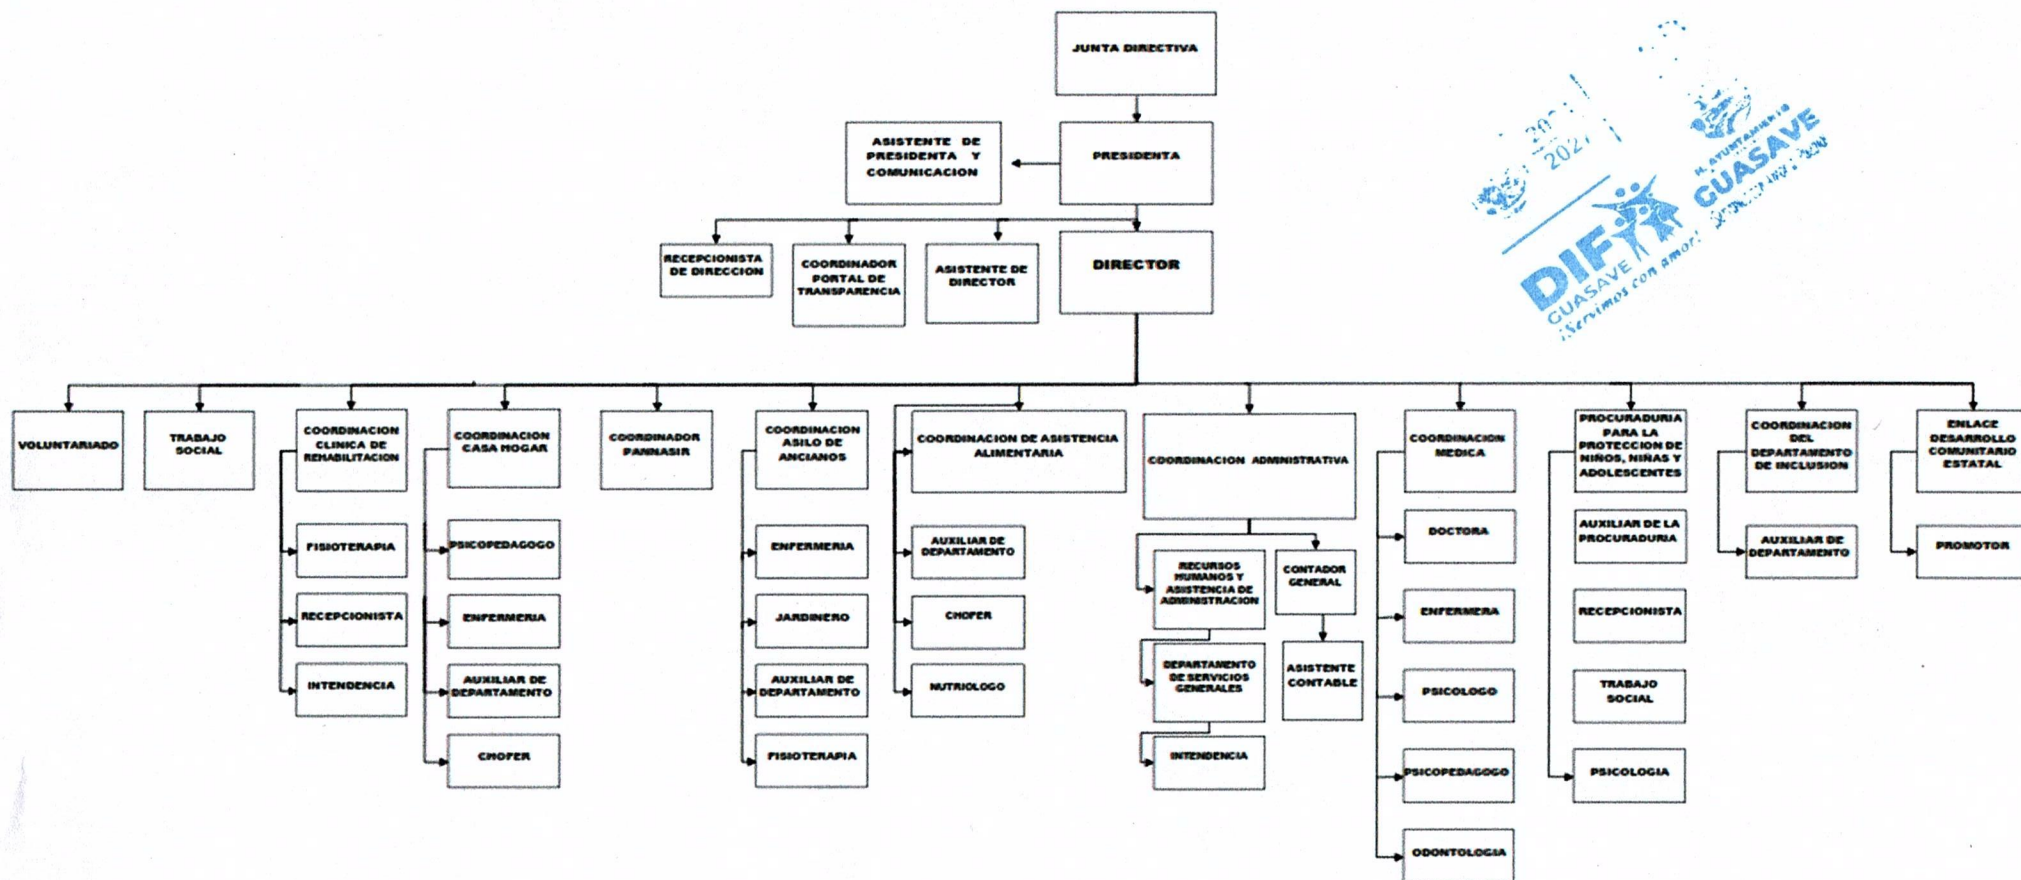 JUNTA DIRECTIVA
ASISTENTE DE
PRESIDENTA Y
COMUNICACION
PRESIDENTA
RECEPCIONISTA
DE DIRECCION
COORDINADOR
PORTAL DE
TRANSPARENCIA
ASISTENTE DE
DIRECTOR
DIRECTOR
2027
H. AYUNTAMIENTO
GUASAVE
DIF
GUASAVE
¡Servimos con amor!
VOLUNTARIADO
TRABAJO
SOCIAL
COORDINACION
CLINICA DE
REHABILITACION
COORDINACION
CASA HOGAR
COORDINADOR
PANNASIR
COORDINACION
ASILO DE
ANCIANOS
COORDINACION DE ASISTENCIA
ALIMENTARIA
COORDINACION ADMINISTRATIVA
COORDINACION
MEDICA
PROCURADURIA
PARA LA
PROTECCION DE
NIÑOS, NIÑAS Y
ADOLESCENTES
COORDINACION
DEL
DEPARTAMENTO
DE INCLUSION
ENLACE
DESARROLLO
COMUNITARIO
ESTATAL
FISIOTERAPIA
RECEPCIONISTA
INTENDENCIA
PSICOPEDAGOGO
ENFERMERIA
AUXILIAR DE
DEPARTAMENTO
CHOFER
ENFERMERIA
JARDINERO
AUXILIAR DE
DEPARTAMENTO
FISIOTERAPIA
AUXILIAR DE
DEPARTAMENTO
CHOFER
NUTRIOLOGO
RECURSOS
HUMANOS Y
ASISTENCIA DE
ADMINISTRACION
DEPARTAMENTO
DE SERVICIOS
GENERALES
INTENDENCIA
CONTADOR
GENERAL
ASISTENTE
CONTABLE
DOCTORA
ENFERMERA
PSICOLOGO
PSICOPEDAGOGO
ODONTOLOGIA
AUXILIAR DE LA
PROCURADURIA
RECEPCIONISTA
TRABAJO
SOCIAL
PSICOLOGIA
AUXILIAR DE
DEPARTAMENTO
PROMOTOR